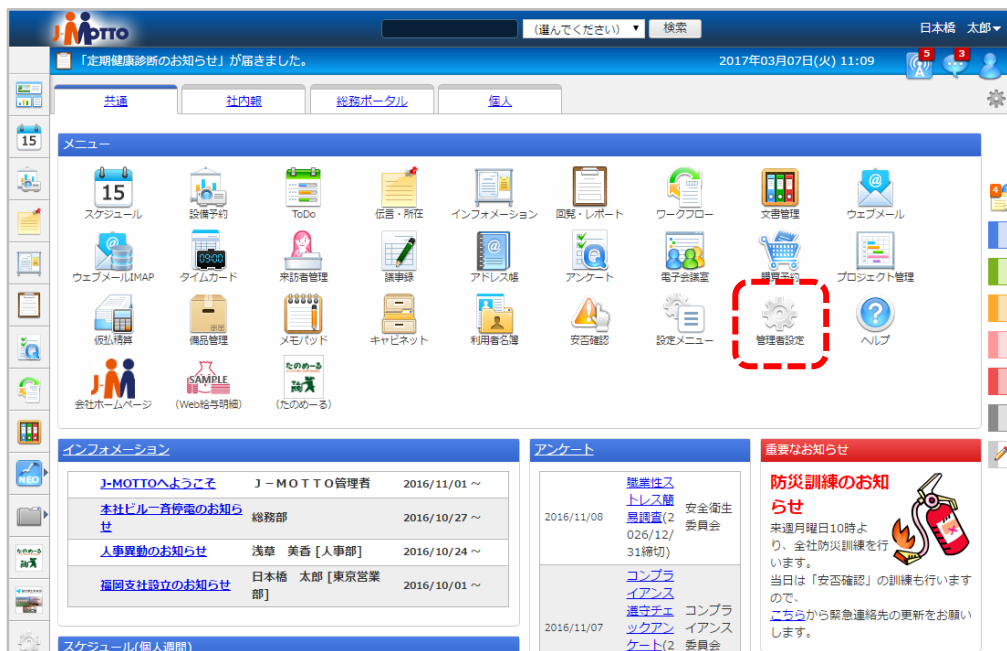 J-MOTTO
(選んでください)
検索
日本橋 太郎
「定期健康診断のお知らせ」が届きました。
2017年03月07日(火) 11:09
5
3
共通
社内報
総務ポータル
個人
15
メニュー
15
スケジュール
設備予約
ToDo
伝言・所在
インフォメーション
回覧・レポート
ワークフロー
文書管理
ウェブメール
4
ウェブメールIMAP
09:00
タイムカード
来訪者管理
議事録
アドレス帳
アンケート
電子会議室
購買予約
プロジェクト管理
仮払精算
備品管理
メモパッド
キャビネット
利用者名簿
安否確認
設定メニュー
管理者設定
ヘルプ
J-M
会社ホームページ
SAMPLE
(Web給与明細)
たのめーる
(たのめーる)
NEO
たのめーる
インフォメーション
J-MOTTOへようこそ J－MOTTO管理者 2016/11/01～
本社ビル一斉停電のお知ら
せ
総務部 2016/10/27～
人事異動のお知らせ 浅草 美香 [人事部] 2016/10/24～
福岡支社設立のお知らせ
日本橋 太郎 [東京営業
部]
2016/10/01～
スケジュール(個人週間)
アンケート
2016/11/08
職業性ス
トレス簡
易調査(2
026/12/
31締切)
安全衛生
委員会
2016/11/07
コンプラ
イアンス
遵守チェ
ックアン
ケート(2
コンプラ
イアンス
委員会
重要なお知らせ
防災訓練のお知
らせ
来週月曜日10時よ
り、全社防災訓練を行
います。
当日は「安否確認」の訓練も行います
ので、
こちらから緊急連絡先の更新をお願い
します。